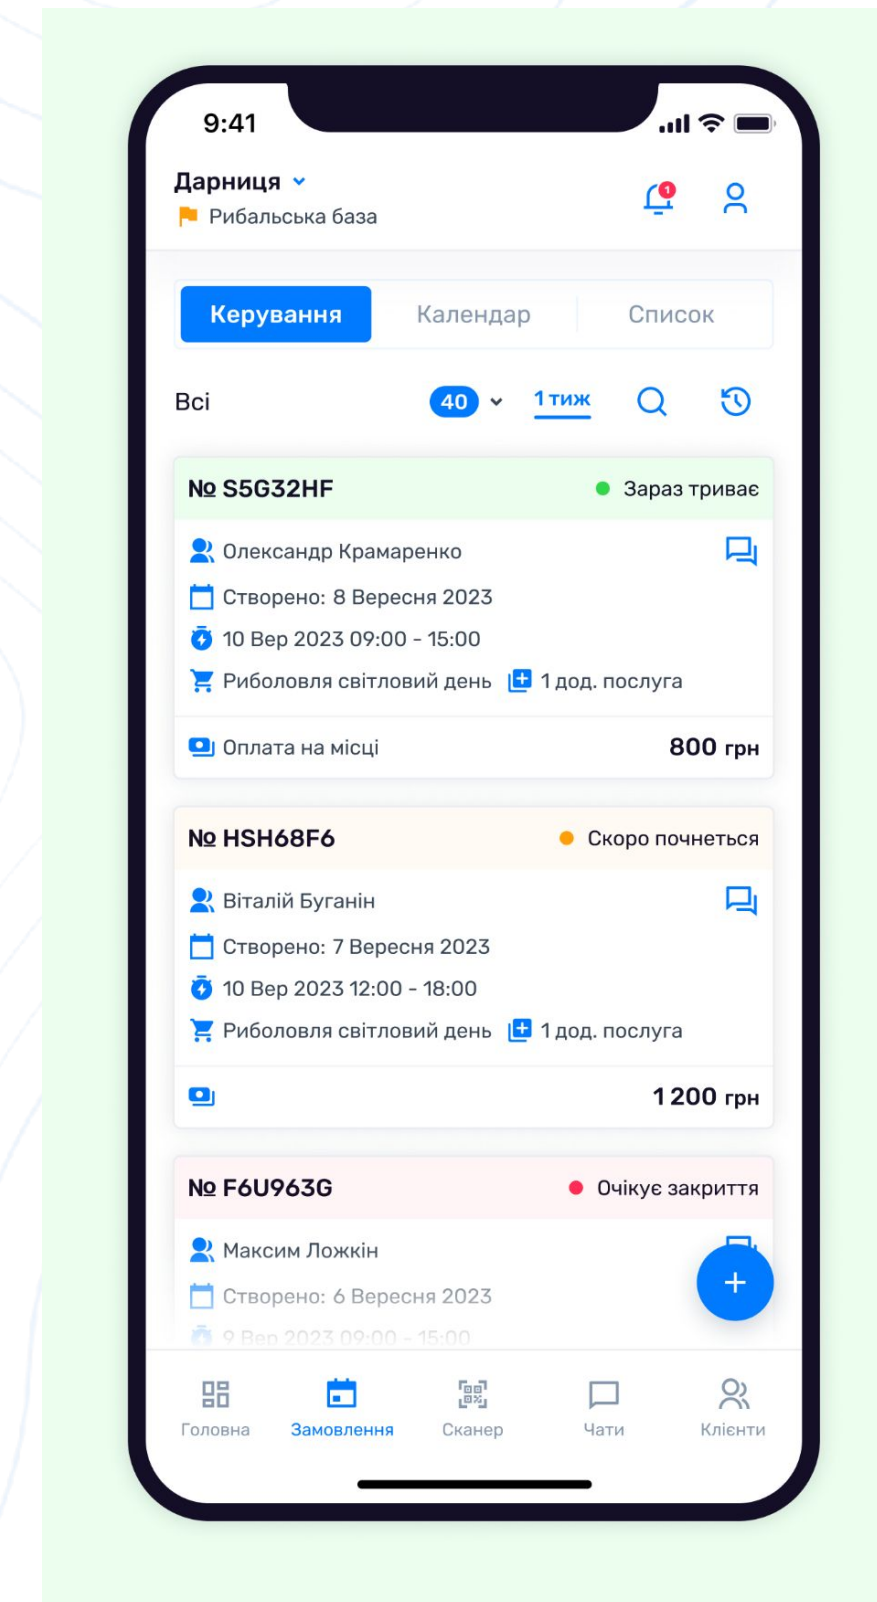 9:41
Дарниця
Рибальська база
1
Керування Календар Список
Всі 40 1 тиж
№ S5G32HF Зараз триває
Олександр Крамаренко
Створено: 8 Вересня 2023
10 Вер 2023 09:00 - 15:00
Риболовля світловий день 1 дод. послуга
Оплата на місці 800 грн
№ HSH68F6 Скоро почнеться
Віталій Буганін
Створено: 7 Вересня 2023
10 Вер 2023 12:00 - 18:00
Риболовля світловий день 1 дод. послуга
1 200 грн
№ F6U963G Очікує закриття
Максим Ложкін
Створено: 6 Вересня 2023
9 Вер 2023 09:00 - 15:00
Головна Замовлення Сканер Чати Клієнти